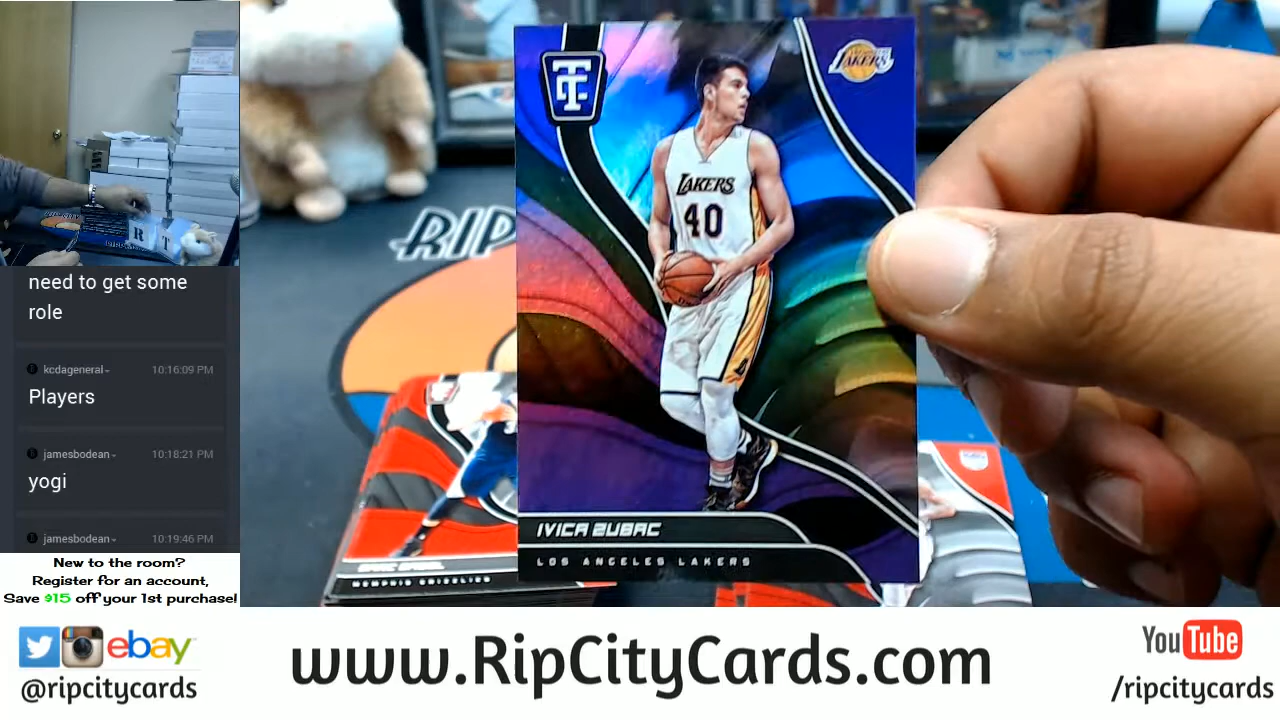 need to get some
role
kcdageneral
10:16:09 PM
Players
jamesbodean
10:18:21 PM
yogi
jamesbodean
10:19:46 PM
New to the room?
Register for an account,
Save $15 off your 1st purchase!
R T
RIP
LAKERS
LAKERS
40
IVICA ZUBAC
LOS ANGELES LAKERS
MEMPHIS GRIZZLIES
ebay
@ripcitycards
www.RipCityCards.com
YouTube
/ripcitycards